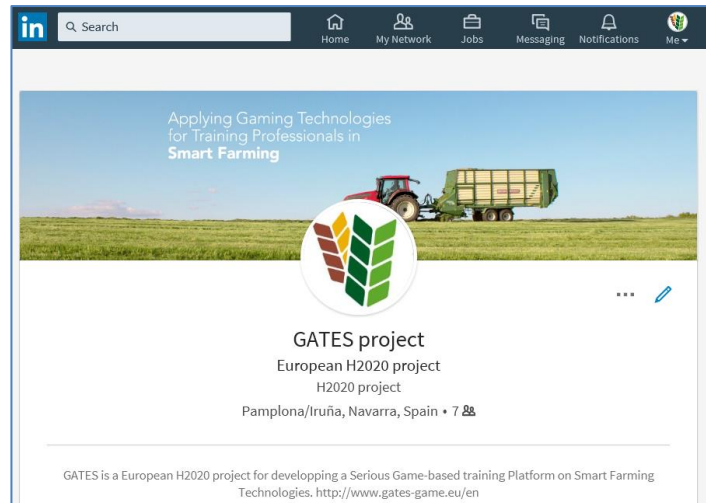 in
Search
Home
My Network
Jobs
Messaging
Notifications
Me
Applying Gaming Technologies
for Training Professionals in
Smart Farming
GATES project
European H2020 project
H2020 project
Pamplona/Iruña, Navarra, Spain • 7
GATES is a European H2020 project for developping a Serious Game-based training Platform on Smart Farming
Technologies. http://www.gates-game.eu/en